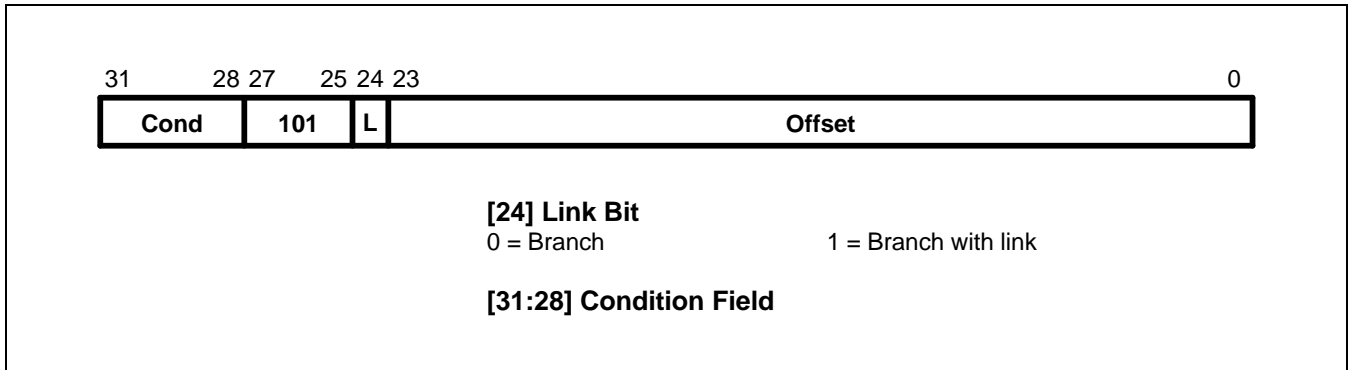 31 28 27 25 24 23 0
Cond 101 L Offset
[24] Link Bit
0 = Branch 1 = Branch with link
[31:28] Condition Field